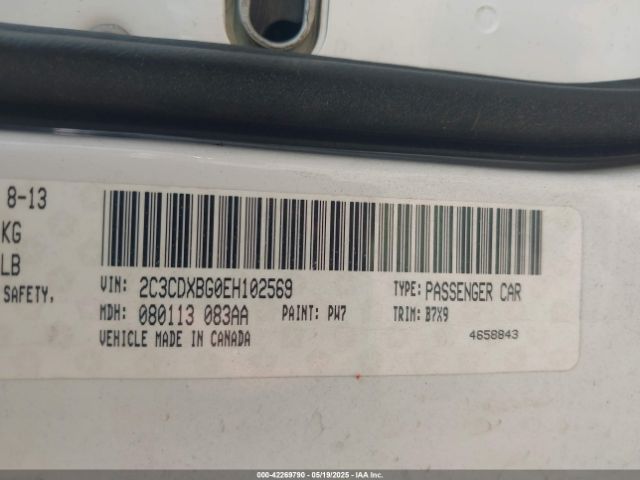 8-13
KG
LB
SAFETY,
VIN: 2C3CDXBG0EH102569
TYPE: PASSENGER CAR
MDH: 080113 083AA
PAINT: PW7
TRIM: B7X9
VEHICLE MADE IN CANADA
4658843
000-42269790 - 05/19/2025 - IAA Inc.